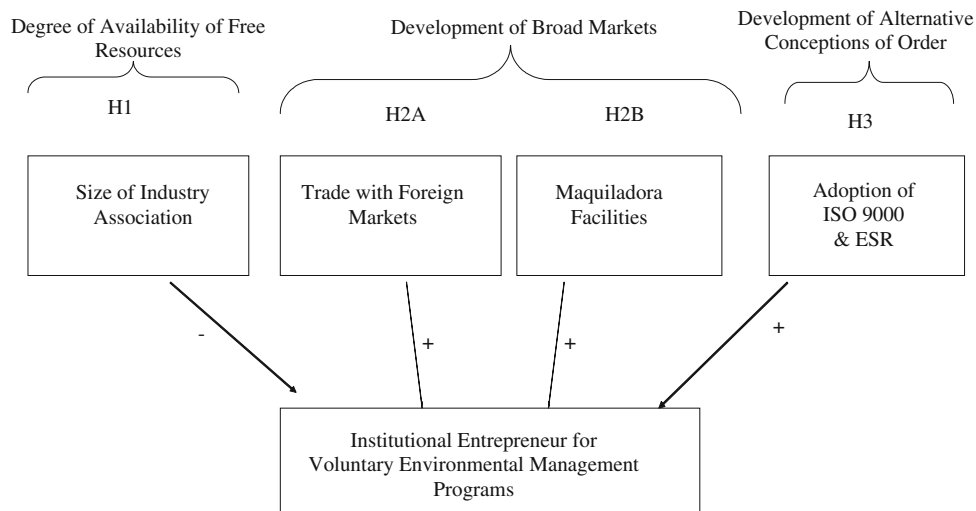 Degree of Availability of Free
Resources
Development of Broad Markets
Development of Alternative
Conceptions of Order
H1
H2A
H2B
H3
Size of Industry
Association
Trade with Foreign
Markets
Maquiladora
Facilities
Adoption of
ISO 9000
& ESR
-
+
+
+
Institutional Entrepreneur for
Voluntary Environmental Management
Programs